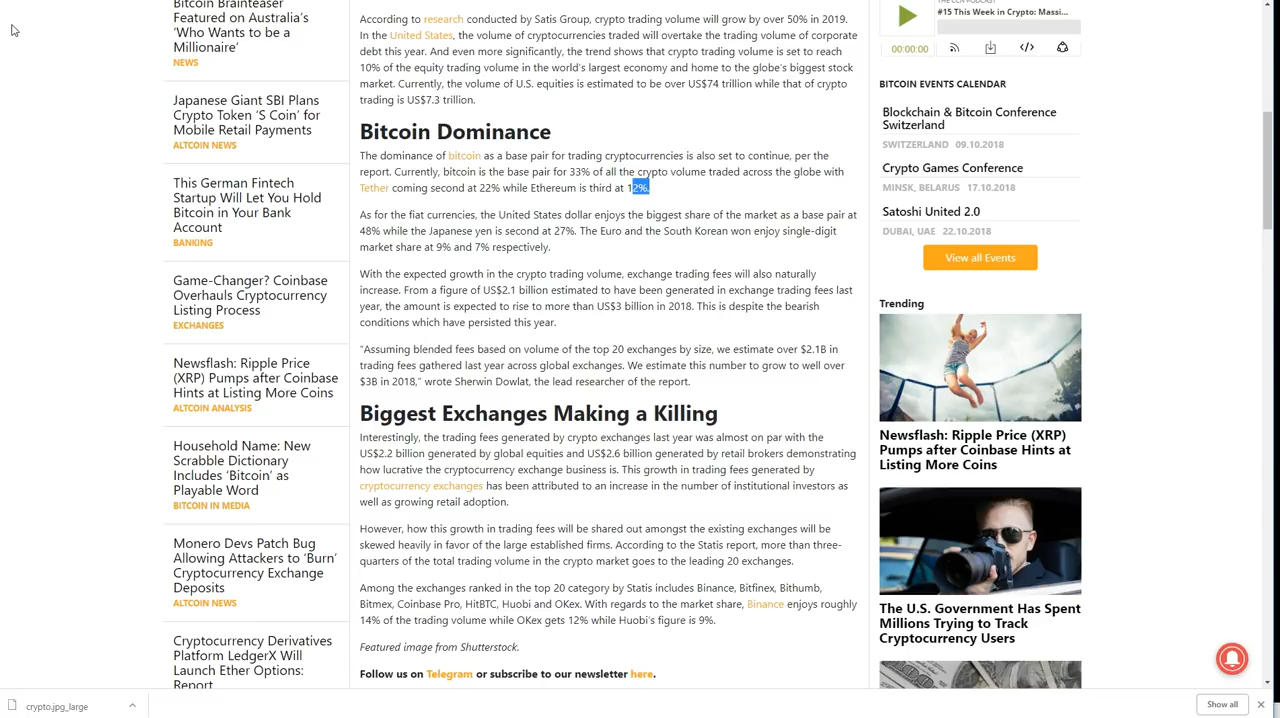 Bitcoin Brainteaser
Featured on Australia's
'Who Wants to be a
Millionaire'
NEWS
Japanese Giant SBI Plans
Crypto Token 'S Coin' for
Mobile Retail Payments
ALTCOIN NEWS
This German Fintech
Startup Will Let You Hold
Bitcoin in Your Bank
Account
BANKING
Game-Changer? Coinbase
Overhauls Cryptocurrency
Listing Process
EXCHANGES
Newsflash: Ripple Price
(XRP) Pumps after Coinbase
Hints at Listing More Coins
ALTCOIN ANALYSIS
Household Name: New
Scrabble Dictionary
Includes 'Bitcoin' as
Playable Word
BITCOIN IN MEDIA
Monero Devs Patch Bug
Allowing Attackers to 'Burn'
Cryptocurrency Exchange
Deposits
ALTCOIN NEWS
Cryptocurrency Derivatives
Platform LedgerX Will
Launch Ether Options:
Report
According to research conducted by Satis Group, crypto trading volume will grow by over 50% in 2019.
In the United States, the volume of cryptocurrencies traded will overtake the trading volume of corporate
debt this year. And even more significantly, the trend shows that crypto trading volume is set to reach
10% of the equity trading volume in the world's largest economy and home to the globe's biggest stock
market. Currently, the volume of U.S. equities is estimated to be over US$74 trillion while that of crypto
trading is US$7.3 trillion.
Bitcoin Dominance
The dominance of bitcoin as a base pair for trading cryptocurrencies is also set to continue, per the
report. Currently, bitcoin is the base pair for 33% of all the crypto volume traded across the globe with
Tether coming second at 22% while Ethereum is third at 12%.
As for the fiat currencies, the United States dollar enjoys the biggest share of the market as a base pair at
48% while the Japanese yen is second at 27%. The Euro and the South Korean won enjoy single-digit
market share at 9% and 7% respectively.
With the expected growth in the crypto trading volume, exchange trading fees will also naturally
increase. From a figure of US$2.1 billion estimated to have been generated in exchange trading fees last
year, the amount is expected to rise to more than US$3 billion in 2018. This is despite the bearish
conditions which have persisted this year.
"Assuming blended fees based on volume of the top 20 exchanges by size, we estimate over $2.1B in
trading fees gathered last year across global exchanges. We estimate this number to grow to well over
$3B in 2018," wrote Sherwin Dowlat, the lead researcher of the report.
Biggest Exchanges Making a Killing
Interestingly, the trading fees generated by crypto exchanges last year was almost on par with the
US$2.2 billion generated by global equities and US$2.6 billion generated by retail brokers demonstrating
how lucrative the cryptocurrency exchange business is. This growth in trading fees generated by
cryptocurrency exchanges has been attributed to an increase in the number of institutional investors as
well as growing retail adoption.
However, how this growth in trading fees will be shared out amongst the existing exchanges will be
skewed heavily in favor of the large established firms. According to the Statis report, more than three-
quarters of the total trading volume in the crypto market goes to the leading 20 exchanges.
Among the exchanges ranked in the top 20 category by Statis includes Binance, Bitfinex, Bithumb,
Bitmex, Coinbase Pro, HitBTC, Huobi and OKex. With regards to the market share, Binance enjoys roughly
14% of the trading volume while OKex gets 12% while Huobi's figure is 9%.
Featured image from Shutterstock.
Follow us on Telegram or subscribe to our newsletter here.
THE CCN PODCAST
#15 This Week in Crypto: Massi...
00:00:00
BITCOIN EVENTS CALENDAR
Blockchain & Bitcoin Conference
Switzerland
SWITZERLAND 09.10.2018
Crypto Games Conference
MINSK, BELARUS 17.10.2018
Satoshi United 2.0
DUBAI, UAE 22.10.2018
View all Events
Trending
Newsflash: Ripple Price (XRP)
Pumps after Coinbase Hints at
Listing More Coins
The U.S. Government Has Spent
Millions Trying to Track
Cryptocurrency Users
crypto.jpg_large
Show all